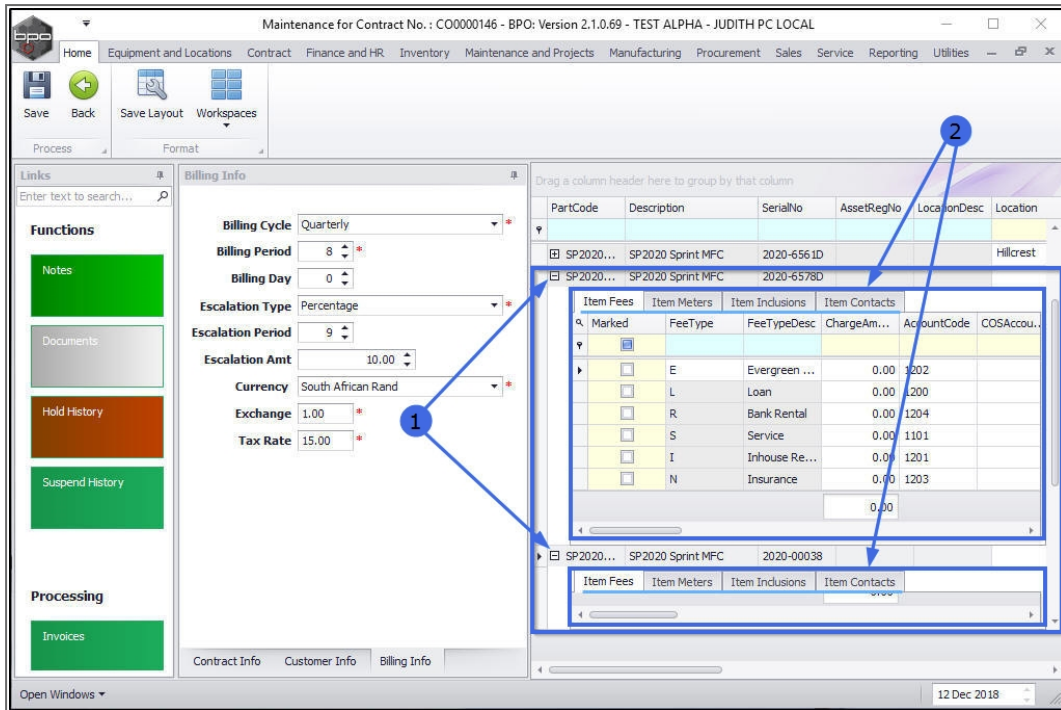 Maintenance for Contract No. : CO0000146 - BPO: Version 2.1.0.69 - TEST ALPHA - JUDITH PC LOCAL
bpo
Home Equipment and Locations Contract Finance and HR Inventory Maintenance and Projects Manufacturing Procurement Sales Service Reporting Utilities
Save Back Save Layout Workspaces
Process Format
2
Links
Enter text to search...
Functions
Notes
Documents
Hold History
Suspend History
Processing
Invoices
Billing Info
Billing Cycle Quarterly *
Billing Period 8 *
Billing Day 0
Escalation Type Percentage *
Escalation Period 9
Escalation Amt 10.00
Currency South African Rand *
Exchange 1.00 *
Tax Rate 15.00 *
1
Contract Info Customer Info Billing Info
Drag a column header here to group by that column
PartCode Description SerialNo AssetRegNo LocationDesc Location
SP2020... SP2020 Sprint MFC 2020-6561D Hillcrest
SP2020... SP2020 Sprint MFC 2020-6578D
Item Fees Item Meters Item Inclusions Item Contacts
Marked FeeType FeeTypeDesc ChargeAm... AccountCode COSAccou...
E Evergreen ... 0.00 1202
L Loan 0.00 1200
R Bank Rental 0.00 1204
S Service 0.00 1101
I Inhouse Re... 0.00 1201
N Insurance 0.00 1203
0.00
SP2020... SP2020 Sprint MFC 2020-00038
Item Fees Item Meters Item Inclusions Item Contacts
Open Windows
12 Dec 2018